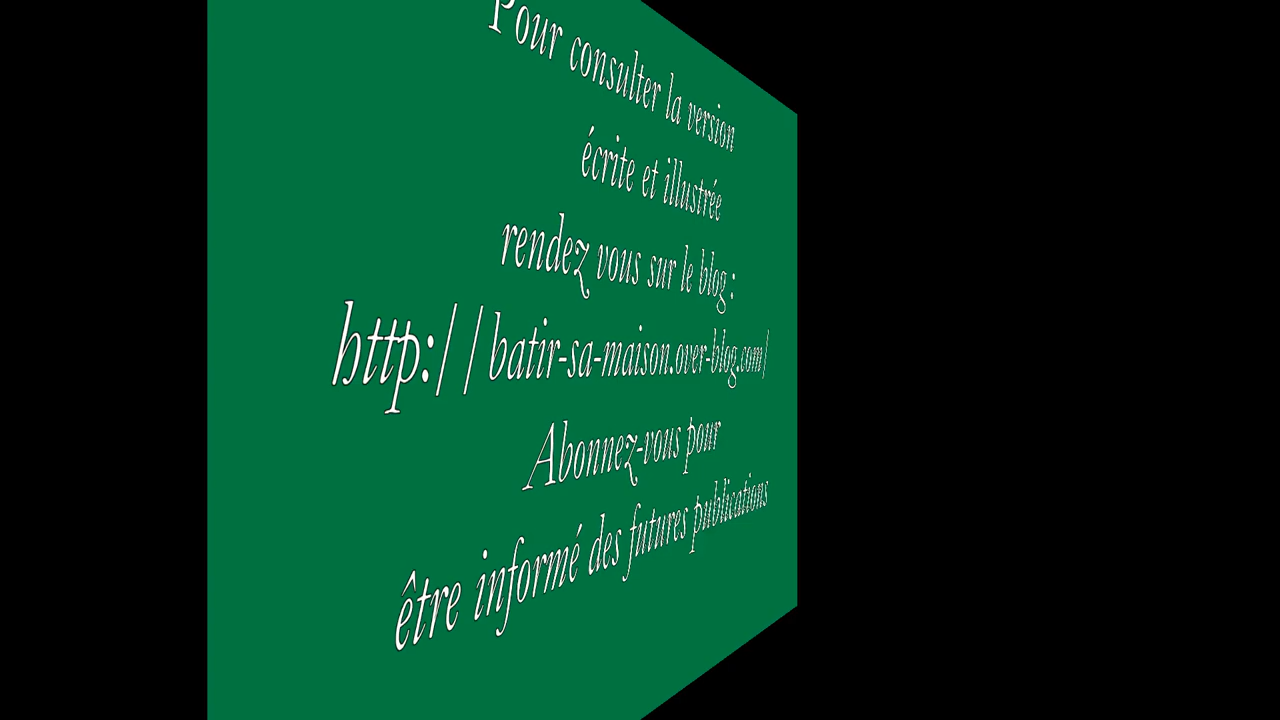 Pour consulter la version
écrite et illustrée
rendez vous sur le blog :
http://batir-sa-maison.over-blog.com/
Abonnez-vous pour
être informé des futures publications